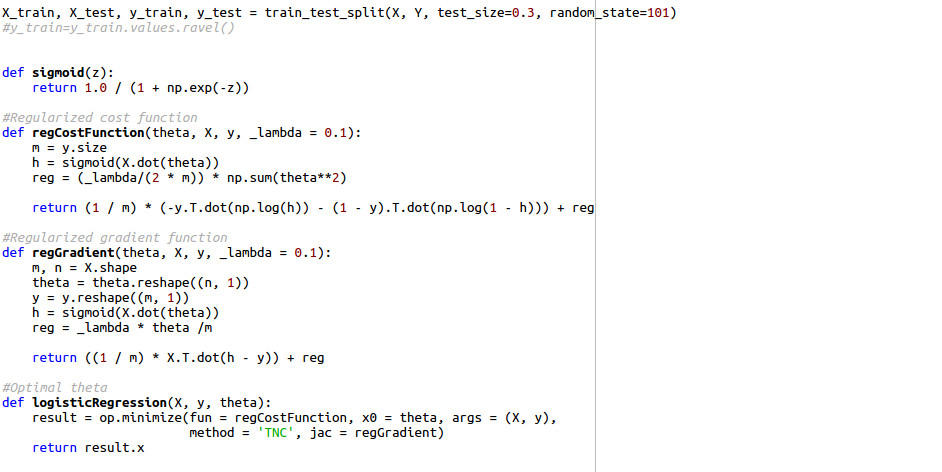 X_train, X_test, y_train, y_test = train_test_split(X, Y, test_size=0.3, random_state=101)
#y_train=y_train.values.ravel()
def sigmoid(z):
    return 1.0 / (1 + np.exp(-z))
#Regularized cost function
def regCostFunction(theta, X, y, _lambda = 0.1):
    m = y.size
    h = sigmoid(X.dot(theta))
    reg = (_lambda/(2 * m)) * np.sum(theta**2)
    return (1 / m) * (-y.T.dot(np.log(h)) - (1 - y).T.dot(np.log(1 - h))) + reg
#Regularized gradient function
def regGradient(theta, X, y, _lambda = 0.1):
    m, n = X.shape
    theta = theta.reshape((n, 1))
    y = y.reshape((m, 1))
    h = sigmoid(X.dot(theta))
    reg = _lambda * theta /m
    return ((1 / m) * X.T.dot(h - y)) + reg
#Optimal theta
def logisticRegression(X, y, theta):
    result = op.minimize(fun = regCostFunction, x0 = theta, args = (X, y),
                         method = 'TNC', jac = regGradient)
    return result.x